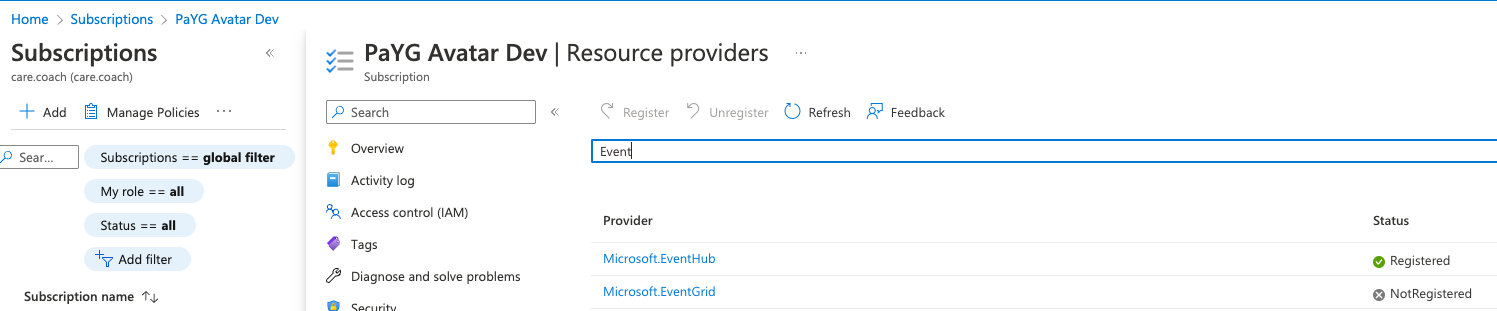 Home > Subscriptions > PaYG Avatar Dev
Subscriptions «
care.coach (care.coach)
+ Add Manage Policies ···
Sear...
Subscriptions == global filter
My role == all
Status == all
Add filter
Subscription name ↑↓
PaYG Avatar Dev | Resource providers ···
Subscription
Search «
Overview
Activity log
Access control (IAM)
Tags
Diagnose and solve problems
Security
Register Unregister Refresh Feedback
Event
Provider Status
Microsoft.EventHub Registered
Microsoft.EventGrid NotRegistered